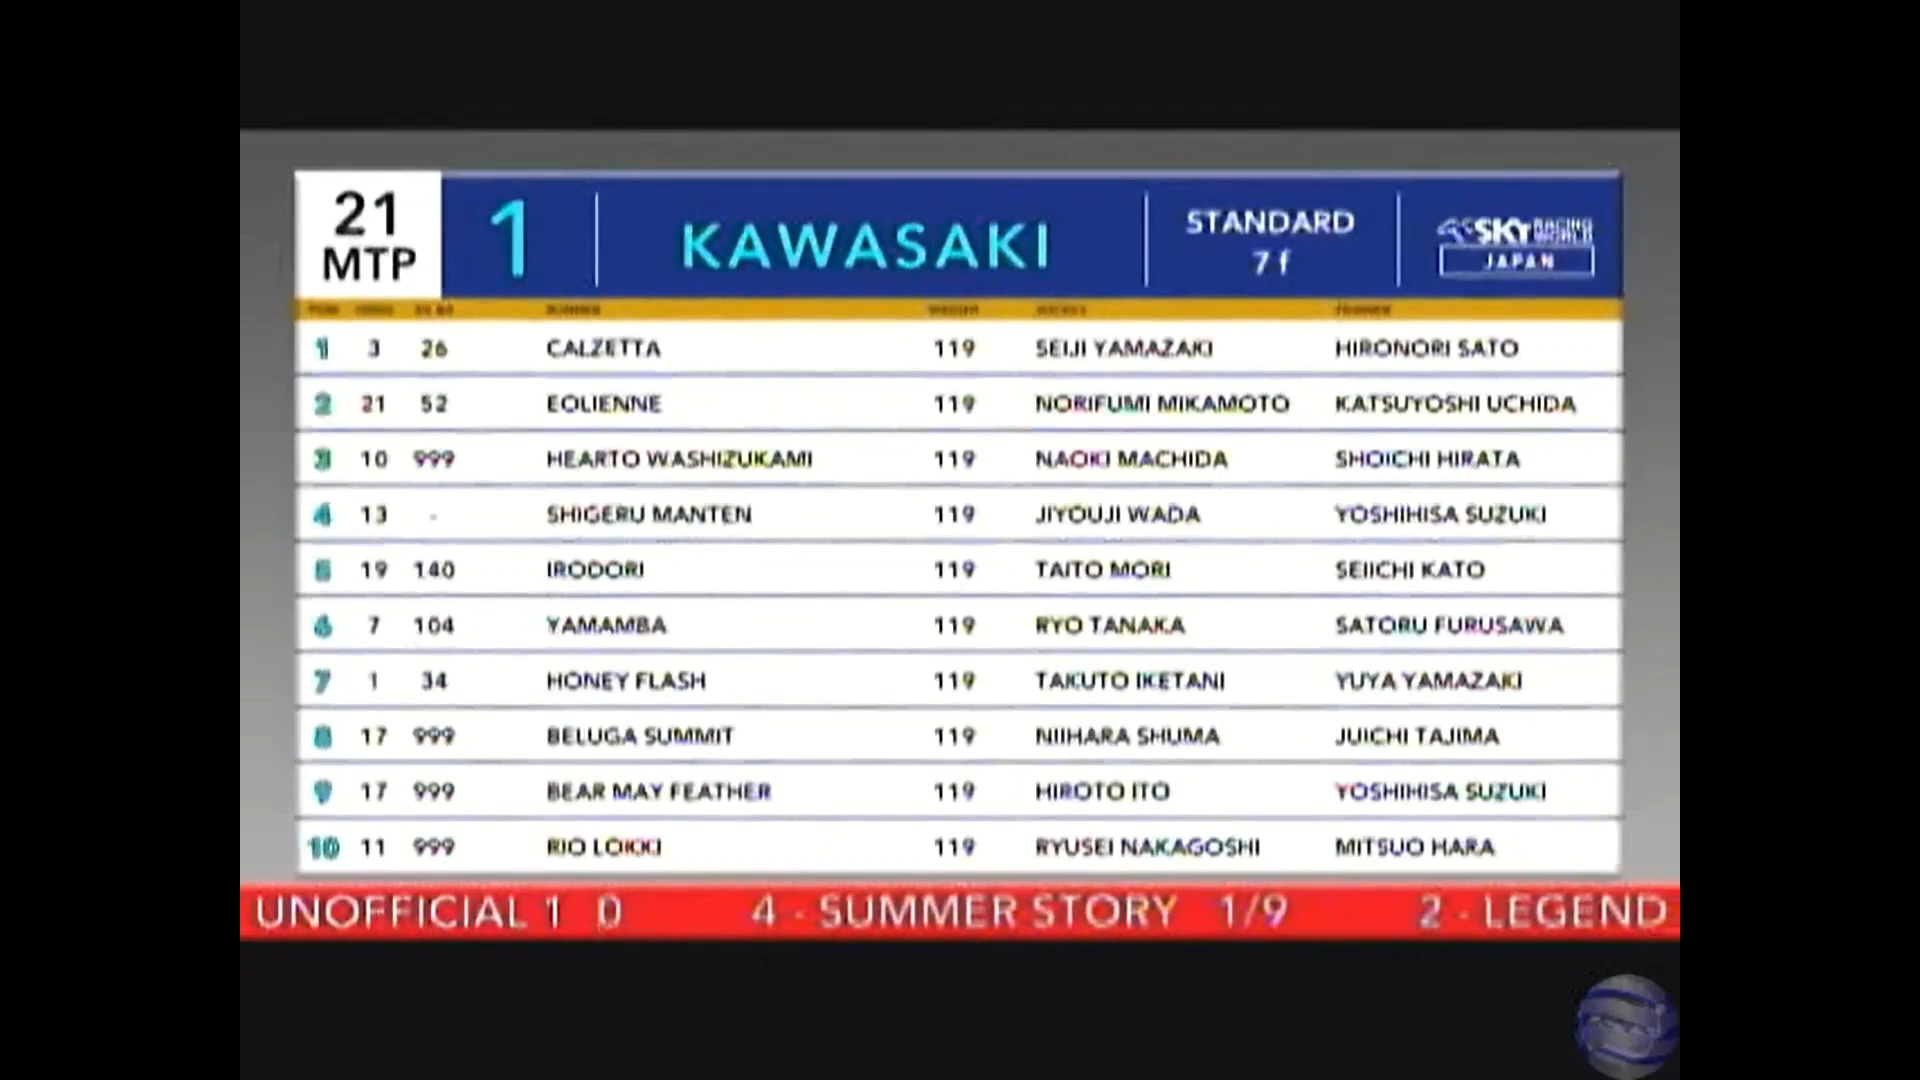 21 MTP 1 KAWASAKI STANDARD 7f SKY RACING WORLD JAPAN
1 3 26 CALZETTA 119 SEIJI YAMAZAKI HIRONORI SATO
2 21 52 EOLIENNE 119 NORIFUMI MIKAMOTO KATSUYOSHI UCHIDA
3 10 999 HEARTO WASHIZUKAMI 119 NAOKI MACHIDA SHOICHI HIRATA
4 13 - SHIGERU MANTEN 119 JIYOUJI WADA YOSHIHISA SUZUKI
5 19 140 IRODORI 119 TAITO MORI SEIICHI KATO
6 7 104 YAMAMBA 119 RYO TANAKA SATORU FURUSAWA
7 1 34 HONEY FLASH 119 TAKUTO IKETANI YUYA YAMAZAKI
8 17 999 BELUGA SUMMIT 119 NIIHARA SHUMA JUICHI TAJIMA
9 17 999 BEAR MAY FEATHER 119 HIROTO ITO YOSHIHISA SUZUKI
10 11 999 RIO LOKKI 119 RYUSEI NAKAGOSHI MITSUO HARA
UNOFFICIAL 1 0 4 - SUMMER STORY 1/9 2 - LEGEND